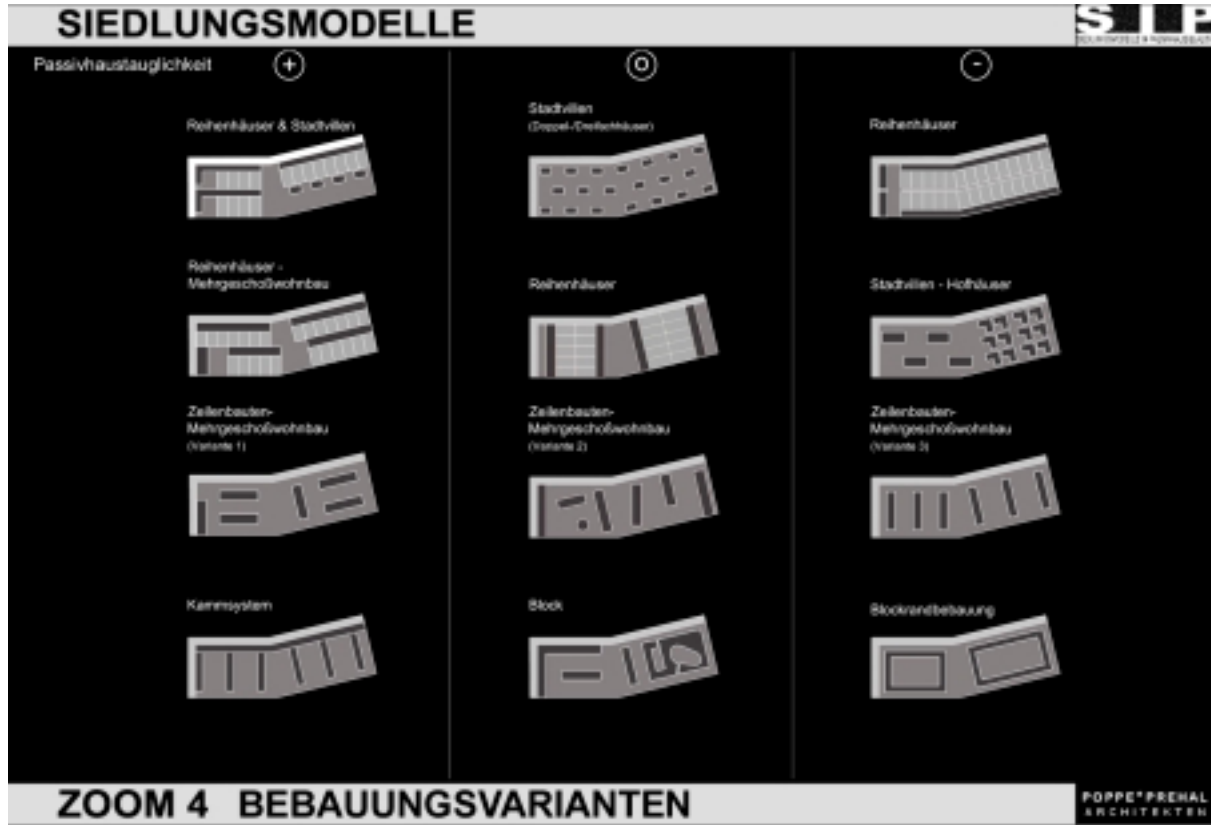 SIEDLUNGSMODELLE
SIP
Passivhaustauglichkeit
+
O
-
Reihenhäuser & Stadtvillen
Stadtvillen
(Doppel-/Dreifachhäuser)
Reihenhäuser
Reihenhäuser -
Mehrgeschoßwohnbau
Reihenhäuser
Stadtvillen - Hofhäuser
Zeilenbauten-
Mehrgeschoßwohnbau
(Variante 1)
Zeilenbauten-
Mehrgeschoßwohnbau
(Variante 2)
Zeilenbauten-
Mehrgeschoßwohnbau
(Variante 3)
Kammsystem
Block
Blockrandbebauung
ZOOM 4 BEBAUUNGSVARIANTEN
POPPE*PREHAL
ARCHITEKTEN